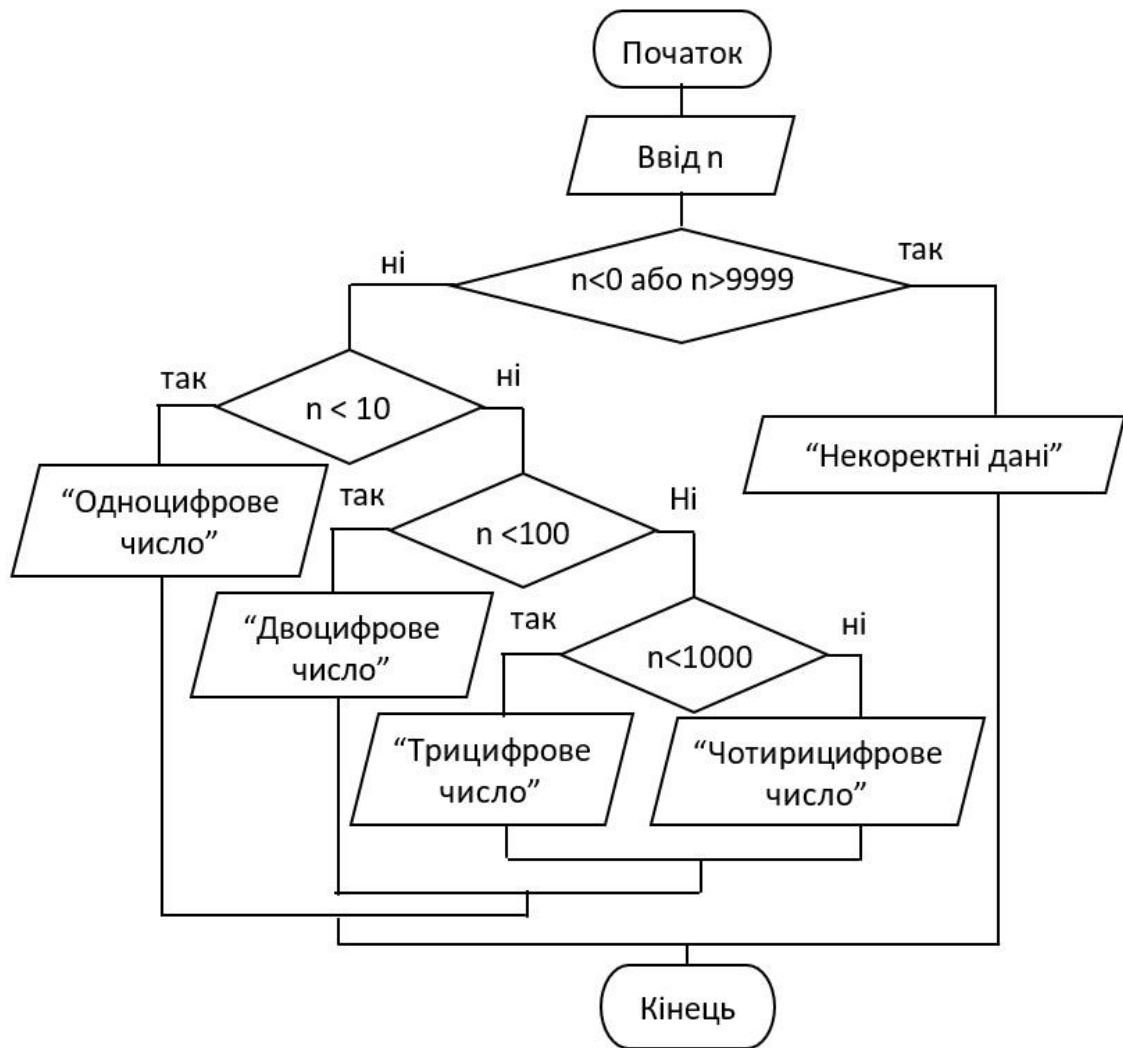 Початок
Ввід n
ні
n<0 або n>9999
так
так
n < 10
ні
“Некоректні дані”
“Одноцифрове
число”
так
n <100
Ні
“Двоцифрове
число”
так
n<1000
ні
“Трицифрове
число”
“Чотирицифрове
число”
Кінець